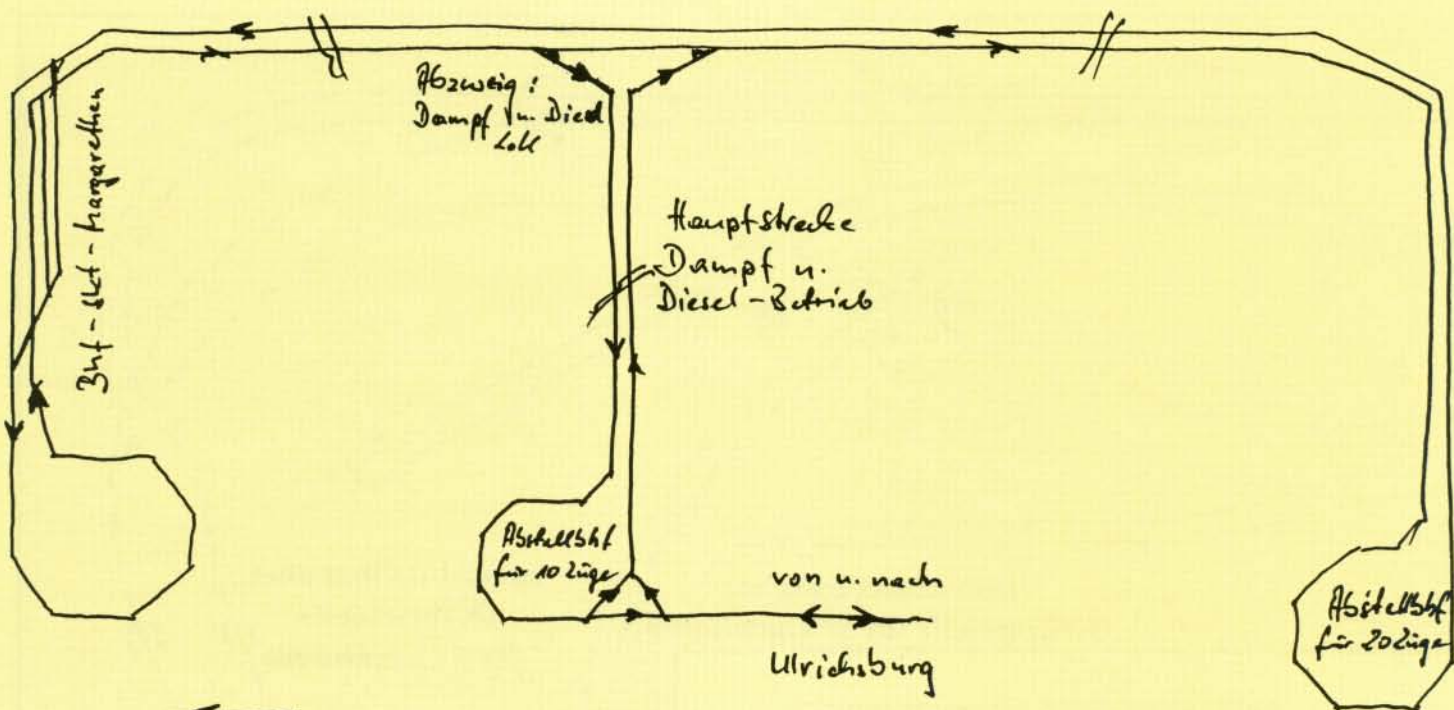 Abzweig:
Dampf u. Diesel
Lok
Bhf - Skt - Margarethen
Hauptstrecke
Dampf u.
Diesel-Betrieb
Abstellbhf
für 10 Züge
von u. nach
Ulrichsburg
Abstellbhf
für 20 Züge